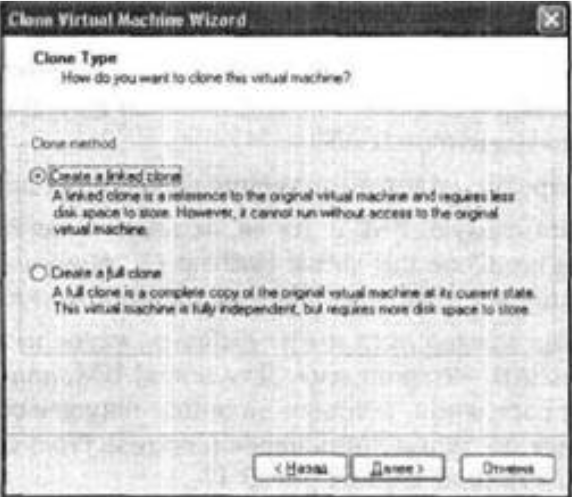 Clone Virtual Machine Wizard
Clone Type
How do you want to clone this virtual machine?
Clone method
Create a linked clone
A linked clone is a reference to the original virtual machine and requires less
disk space to store. However, it cannot run without access to the original
virtual machine.
Create a full clone
A full clone is a complete copy of the original virtual machine at its current state.
This virtual machine is fully independent, but requires more disk space to store.
< Назад Далее > Отмена